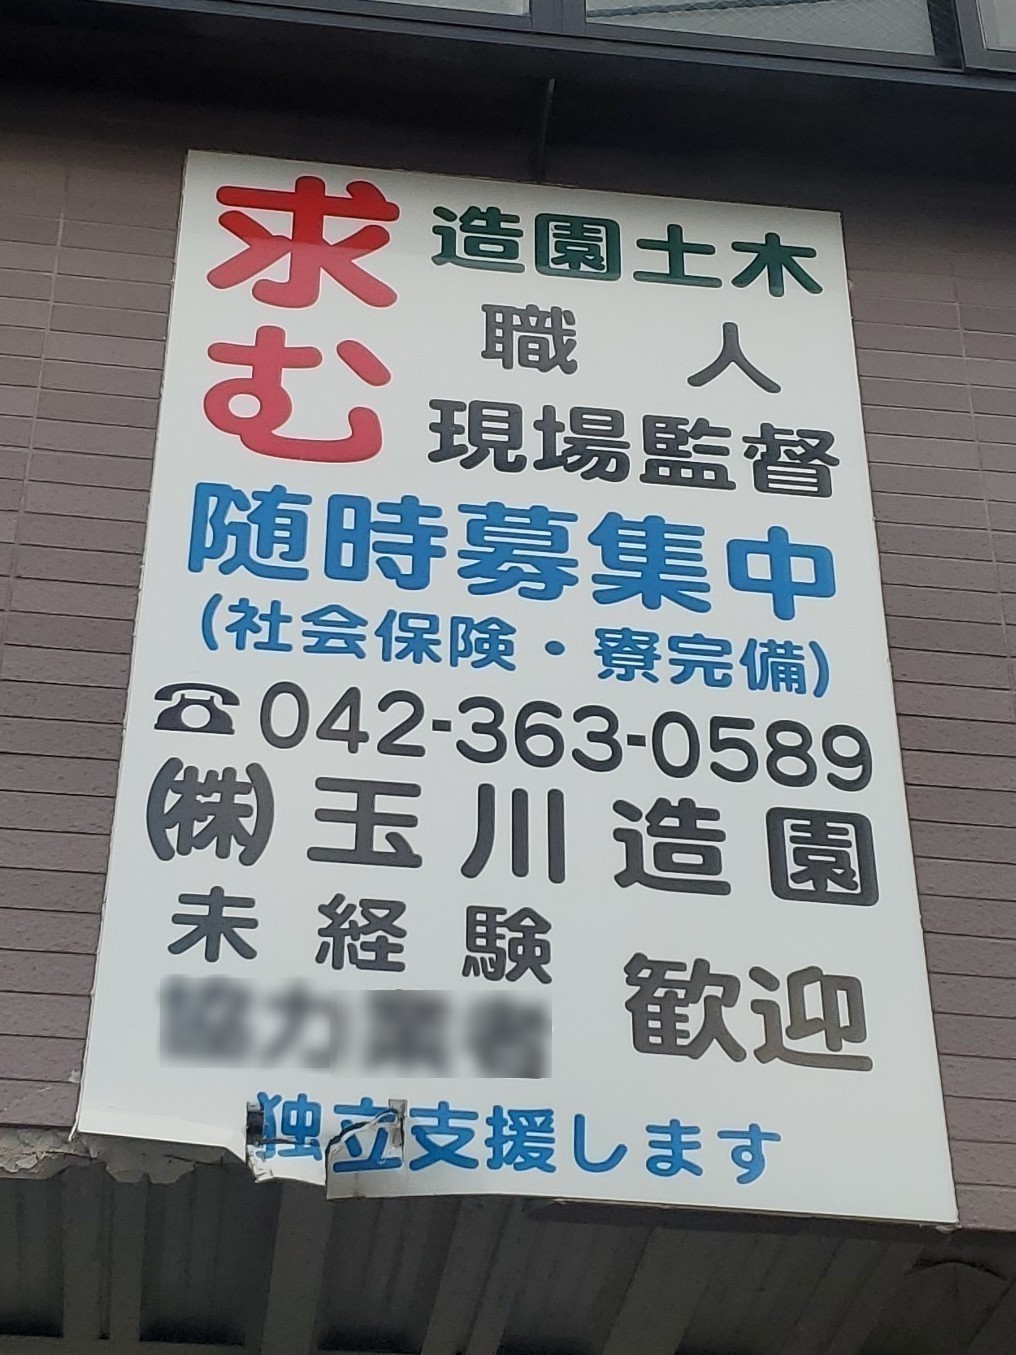 求む
造園土木
職人
現場監督
随時募集中
(社会保険・寮完備)
☎042-363-0589
㈱玉川造園
未経験
歓迎
独立支援します